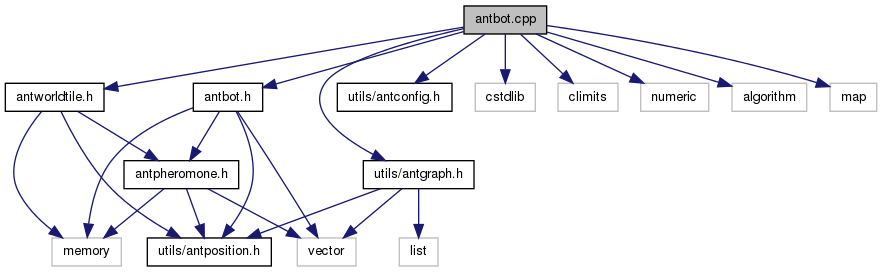 antbot.cpp
antworldtile.h
antbot.h
utils/antconfig.h
cstdlib
climits
numeric
algorithm
map
antpheromone.h
utils/antgraph.h
memory
utils/antposition.h
vector
list